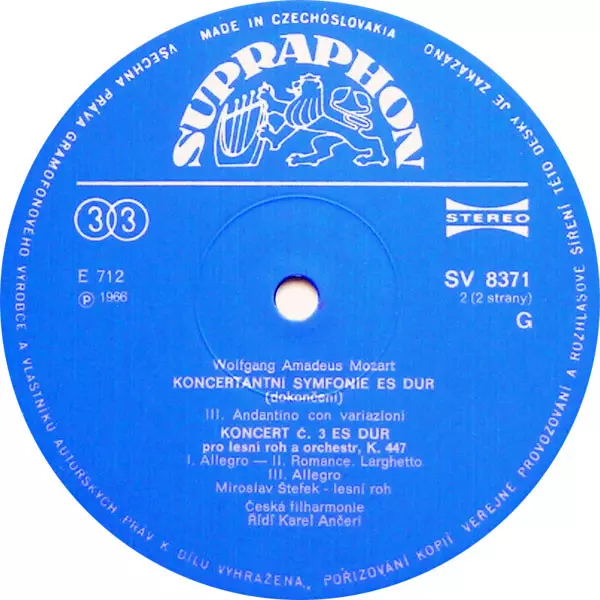 MADE IN CZECHOSLOVAKIA
VŠECHNA PRÁVA GRAMOFONOVÉHO VÝROBCE A VLASTNÍKŮ AUTORSKÝCH PRÁV K DÍLU VYHRAŽENA. POŘIZOVÁNÍ KOPIÍ VEŘEJNÉ PROVOZOVÁNÍ A ROZHLASOVÉ ŠÍŘENÍ TÉTO DESKY JE ZAKÁZÁNO
SUPRAPHON
33
STEREO
E 712
SV 8371
℗ 1966
2 (2 strany)
G
Wolfgang Amadeus Mozart
KONCERTANTNÍ SYMFONIE ES DUR
(dokončení)
III. Andantino con variazioni
KONCERT Č. 3 ES DUR
pro lesní roh a orchestr, K. 447
I. Allegro — II. Romance. Larghetto
III. Allegro
Miroslav Štefek - lesní roh
Česká filharmonie
Řídí Karel Ančerl